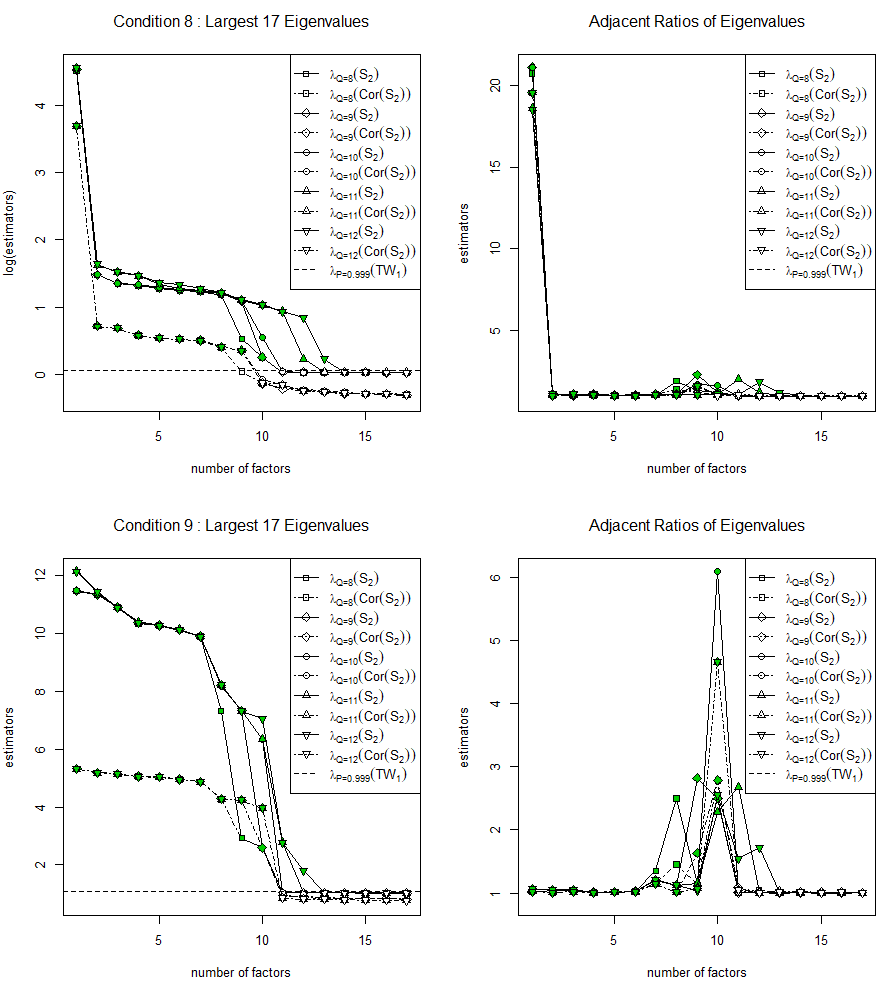 Condition 8 : Largest 17 Eigenvalues
log(estimators)
4
3
2
1
0
5
10
15
number of factors
λQ=8(S2)
λQ=8(Cor(S2))
λQ=9(S2)
λQ=9(Cor(S2))
λQ=10(S2)
λQ=10(Cor(S2))
λQ=11(S2)
λQ=11(Cor(S2))
λQ=12(S2)
λQ=12(Cor(S2))
λP=0.999(TW1)
Adjacent Ratios of Eigenvalues
estimators
20
15
10
5
5
10
15
number of factors
λQ=8(S2)
λQ=8(Cor(S2))
λQ=9(S2)
λQ=9(Cor(S2))
λQ=10(S2)
λQ=10(Cor(S2))
λQ=11(S2)
λQ=11(Cor(S2))
λQ=12(S2)
λQ=12(Cor(S2))
λP=0.999(TW1)
Condition 9 : Largest 17 Eigenvalues
estimators
12
10
8
6
4
2
5
10
15
number of factors
λQ=8(S2)
λQ=8(Cor(S2))
λQ=9(S2)
λQ=9(Cor(S2))
λQ=10(S2)
λQ=10(Cor(S2))
λQ=11(S2)
λQ=11(Cor(S2))
λQ=12(S2)
λQ=12(Cor(S2))
λP=0.999(TW1)
Adjacent Ratios of Eigenvalues
estimators
6
5
4
3
2
1
5
10
15
number of factors
λQ=8(S2)
λQ=8(Cor(S2))
λQ=9(S2)
λQ=9(Cor(S2))
λQ=10(S2)
λQ=10(Cor(S2))
λQ=11(S2)
λQ=11(Cor(S2))
λQ=12(S2)
λQ=12(Cor(S2))
λP=0.999(TW1)